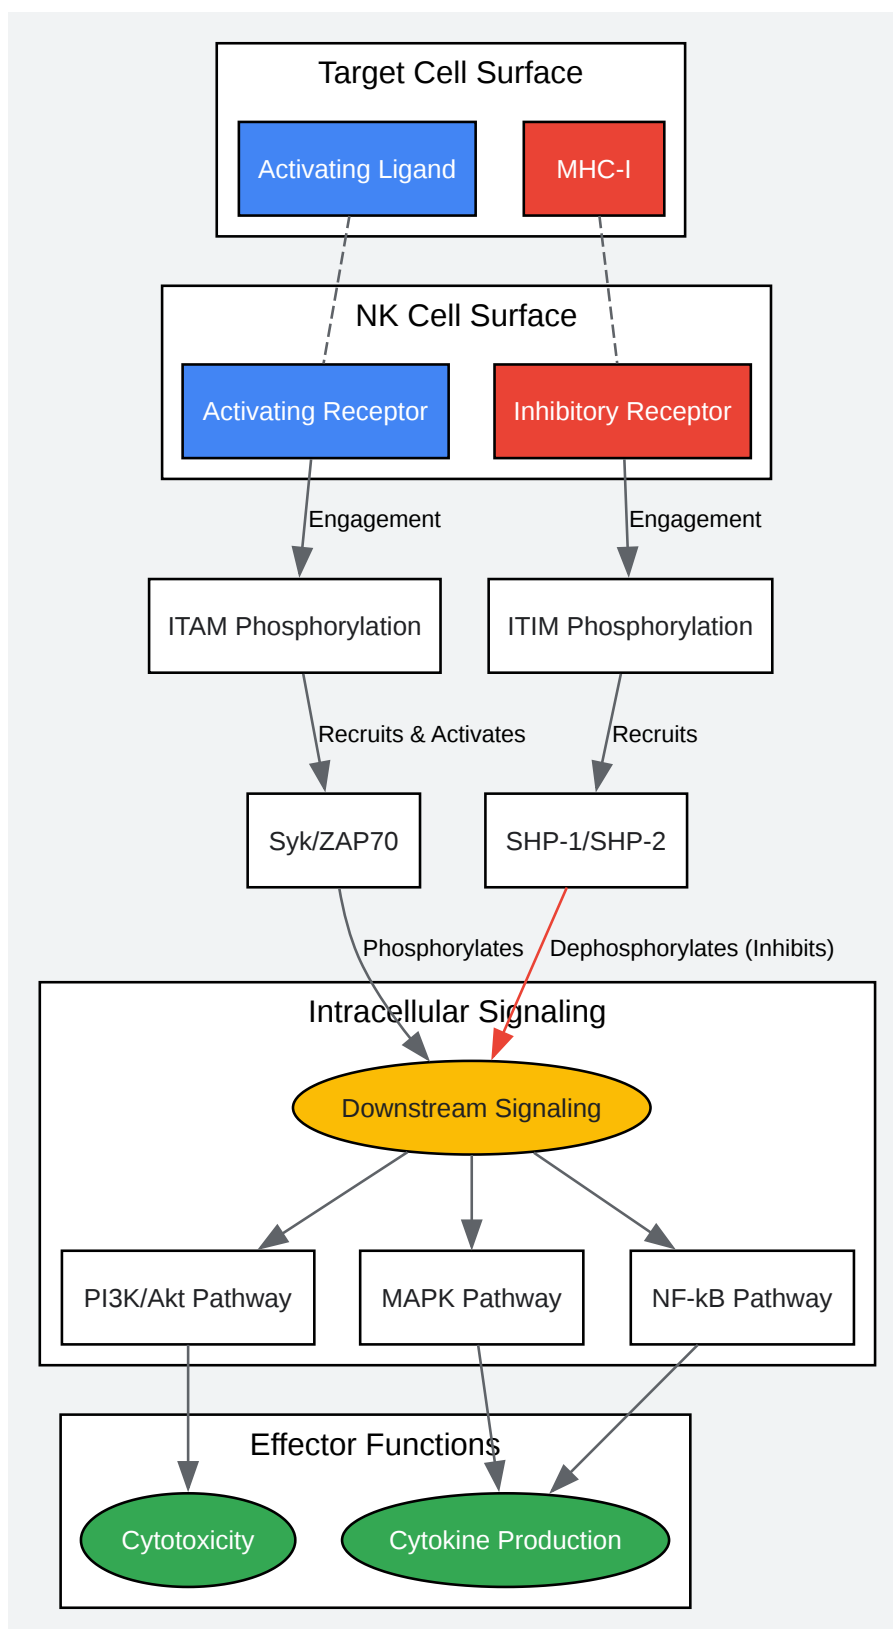 Target Cell Surface
Activating Ligand
MHC-I
NK Cell Surface
Activating Receptor
Inhibitory Receptor
Engagement
Engagement
ITAM Phosphorylation
ITIM Phosphorylation
Recruits & Activates
Recruits
Syk/ZAP70
SHP-1/SHP-2
Phosphorylates
Dephosphorylates (Inhibits)
Intracellular Signaling
Downstream Signaling
PI3K/Akt Pathway
MAPK Pathway
NF-kB Pathway
Effector Functions
Cytotoxicity
Cytokine Production